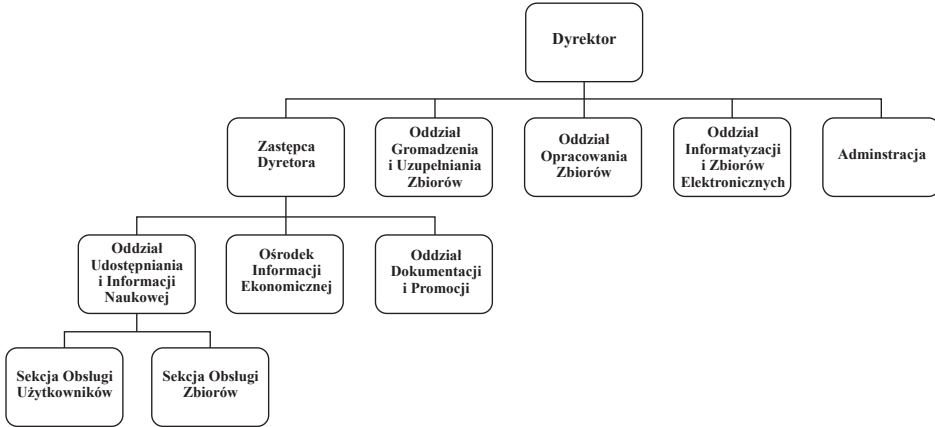 Dyrektor
Zastępca
Dyretora
Oddział
Gromadzenia
i Uzupełniania
Zbiorów
Oddział
Opracowania
Zbiorów
Oddział
Informatyzacji
i Zbiorów
Elektronicznych
Adminstracja
Oddział
Udostępniania
i Informacji
Naukowej
Ośrodek
Informacji
Ekonomicznej
Oddział
Dokumentacji
i Promocji
Sekcja Obsługi
Użytkowników
Sekcja Obsługi
Zbiorów